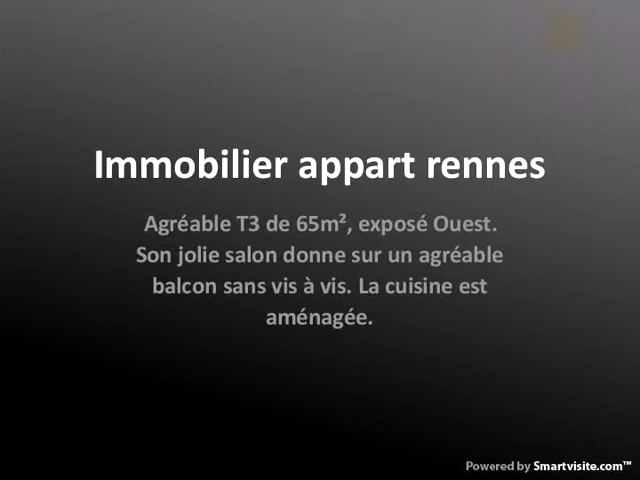 Immobilier appart rennes
Agréable T3 de 65m², exposé Ouest.
Son jolie salon donne sur un agréable
balcon sans vis à vis. La cuisine est
aménagée.
Powered by Smartvisite.com™